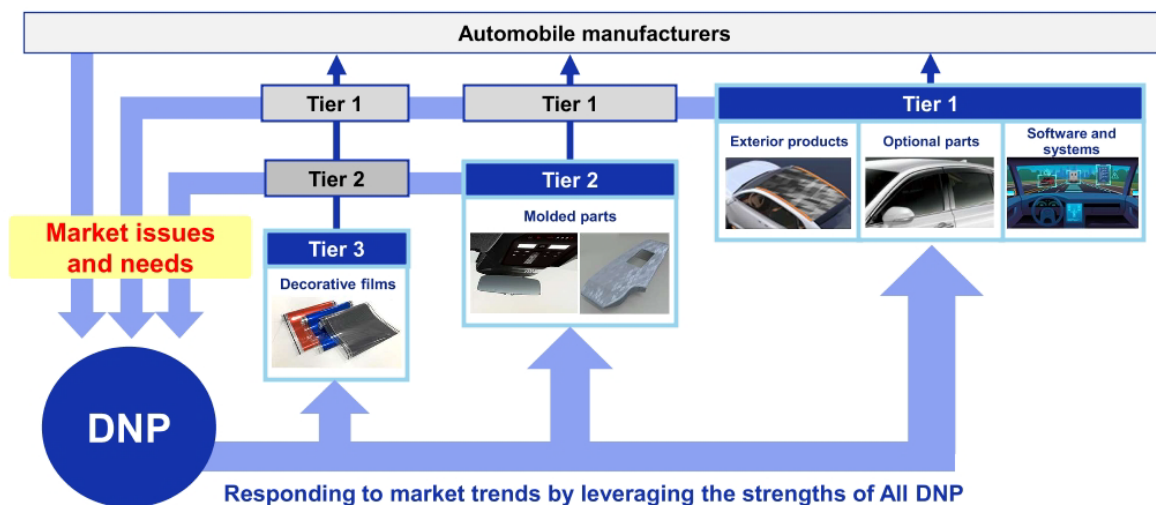 Automobile manufacturers
Tier 1
Tier 1
Tier 1
Exterior products
Optional parts
Software and
systems
Tier 2
Tier 2
Molded parts
Market issues
and needs
Tier 3
Decorative films
DNP
Responding to market trends by leveraging the strengths of All DNP